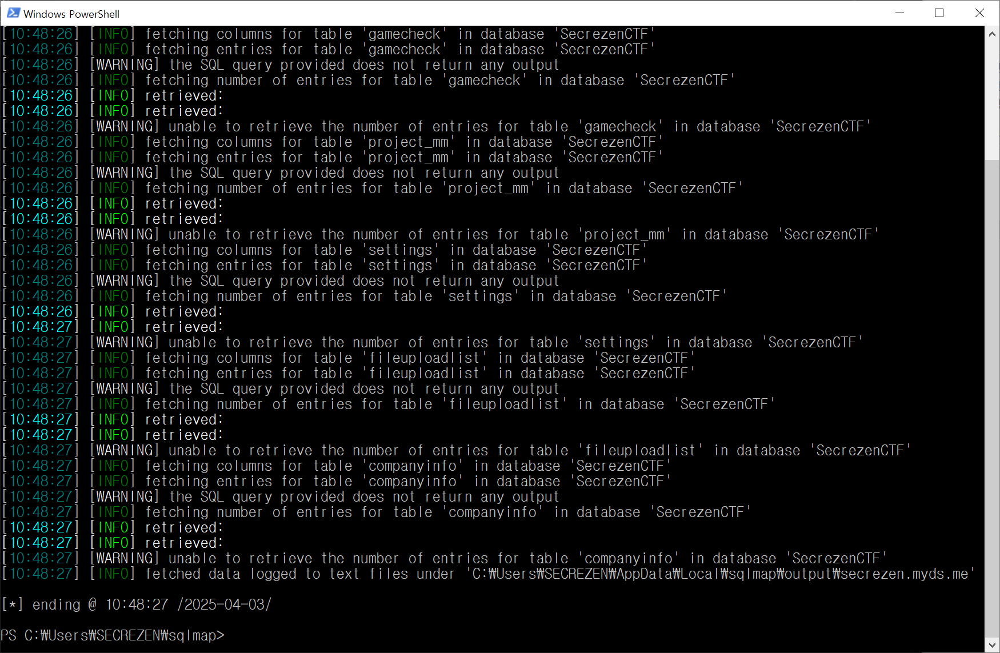 Windows PowerShell
[10:48:26] [INFO] fetching columns for table 'gamecheck' in database 'SecrezenCTF'
[10:48:26] [INFO] fetching entries for table 'gamecheck' in database 'SecrezenCTF'
[10:48:26] [WARNING] the SQL query provided does not return any output
[10:48:26] [INFO] fetching number of entries for table 'gamecheck' in database 'SecrezenCTF'
[10:48:26] [INFO] retrieved:
[10:48:26] [INFO] retrieved:
[10:48:26] [WARNING] unable to retrieve the number of entries for table 'gamecheck' in database 'SecrezenCTF'
[10:48:26] [INFO] fetching columns for table 'project_mm' in database 'SecrezenCTF'
[10:48:26] [INFO] fetching entries for table 'project_mm' in database 'SecrezenCTF'
[10:48:26] [WARNING] the SQL query provided does not return any output
[10:48:26] [INFO] fetching number of entries for table 'project_mm' in database 'SecrezenCTF'
[10:48:26] [INFO] retrieved:
[10:48:26] [INFO] retrieved:
[10:48:26] [WARNING] unable to retrieve the number of entries for table 'project_mm' in database 'SecrezenCTF'
[10:48:26] [INFO] fetching columns for table 'settings' in database 'SecrezenCTF'
[10:48:26] [INFO] fetching entries for table 'settings' in database 'SecrezenCTF'
[10:48:26] [WARNING] the SQL query provided does not return any output
[10:48:26] [INFO] fetching number of entries for table 'settings' in database 'SecrezenCTF'
[10:48:26] [INFO] retrieved:
[10:48:27] [INFO] retrieved:
[10:48:27] [WARNING] unable to retrieve the number of entries for table 'settings' in database 'SecrezenCTF'
[10:48:27] [INFO] fetching columns for table 'fileuploadlist' in database 'SecrezenCTF'
[10:48:27] [INFO] fetching entries for table 'fileuploadlist' in database 'SecrezenCTF'
[10:48:27] [WARNING] the SQL query provided does not return any output
[10:48:27] [INFO] fetching number of entries for table 'fileuploadlist' in database 'SecrezenCTF'
[10:48:27] [INFO] retrieved:
[10:48:27] [INFO] retrieved:
[10:48:27] [WARNING] unable to retrieve the number of entries for table 'fileuploadlist' in database 'SecrezenCTF'
[10:48:27] [INFO] fetching columns for table 'companyinfo' in database 'SecrezenCTF'
[10:48:27] [INFO] fetching entries for table 'companyinfo' in database 'SecrezenCTF'
[10:48:27] [WARNING] the SQL query provided does not return any output
[10:48:27] [INFO] fetching number of entries for table 'companyinfo' in database 'SecrezenCTF'
[10:48:27] [INFO] retrieved:
[10:48:27] [INFO] retrieved:
[10:48:27] [WARNING] unable to retrieve the number of entries for table 'companyinfo' in database 'SecrezenCTF'
[10:48:27] [INFO] fetched data logged to text files under 'C:₩Users₩SECREZEN₩AppData₩Local₩sqlmap₩output₩secrezen.myds.me'
[*] ending @ 10:48:27 /2025-04-03/
PS C:₩Users₩SECREZEN₩sqlmap>